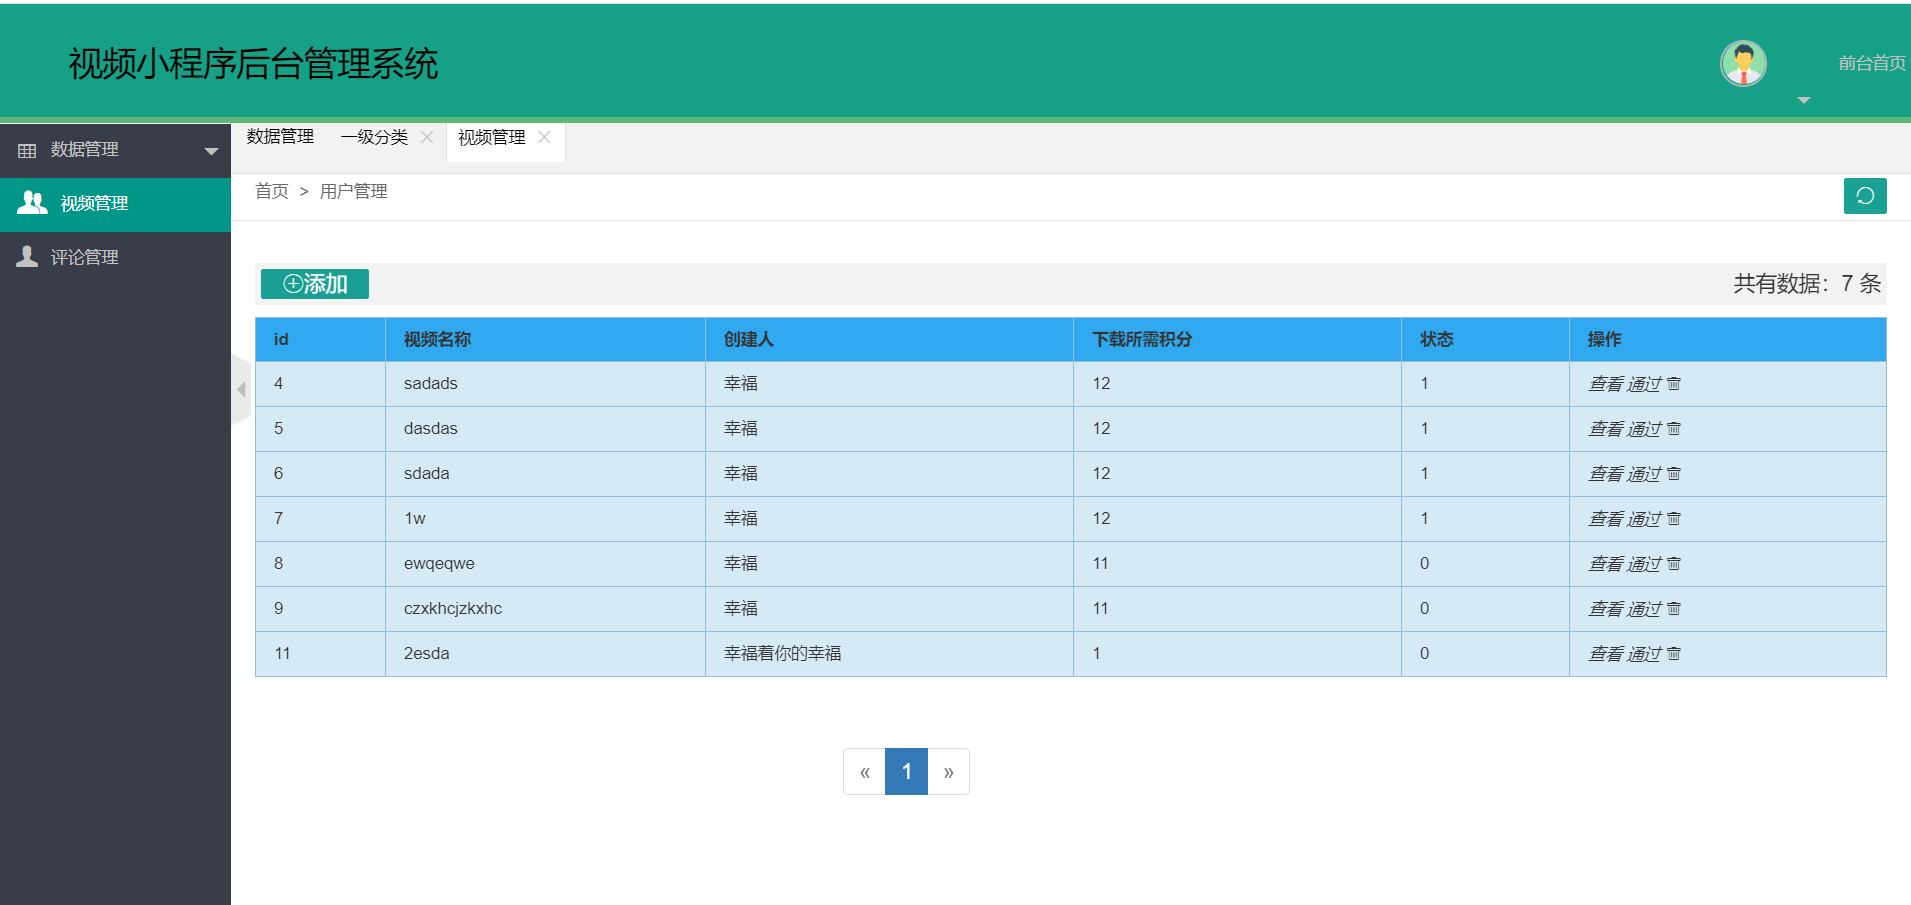 视频小程序后台管理系统
前台首页
数据管理
视频管理
评论管理
数据管理 一级分类 视频管理
首页 > 用户管理
添加
共有数据：7 条
id 视频名称 创建人 下载所需积分 状态 操作
4 sadads 幸福 12 1 查看 通过
5 dasdas 幸福 12 1 查看 通过
6 sdada 幸福 12 1 查看 通过
7 1w 幸福 12 1 查看 通过
8 ewqeqwe 幸福 11 0 查看 通过
9 czxkhcjzkxhc 幸福 11 0 查看 通过
11 2esda 幸福着你的幸福 1 0 查看 通过
« 1 »